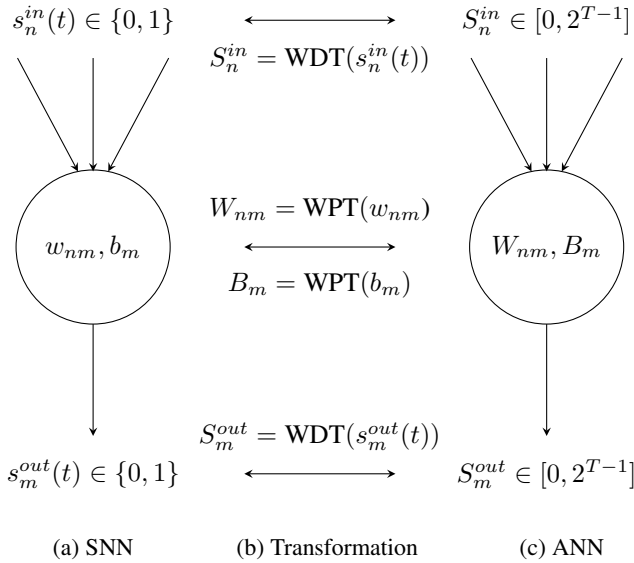 $s_n^{in}(t) \in \{0, 1\}$
$S_n^{in} = \text{WDT}(s_n^{in}(t))$
$S_n^{in} \in [0, 2^{T-1}]$
$w_{nm}, b_m$
$W_{nm} = \text{WPT}(w_{nm})$
$B_m = \text{WPT}(b_m)$
$W_{nm}, B_m$
$s_m^{out}(t) \in \{0, 1\}$
$S_m^{out} = \text{WDT}(s_m^{out}(t))$
$S_m^{out} \in [0, 2^{T-1}]$
(a) SNN
(b) Transformation
(c) ANN